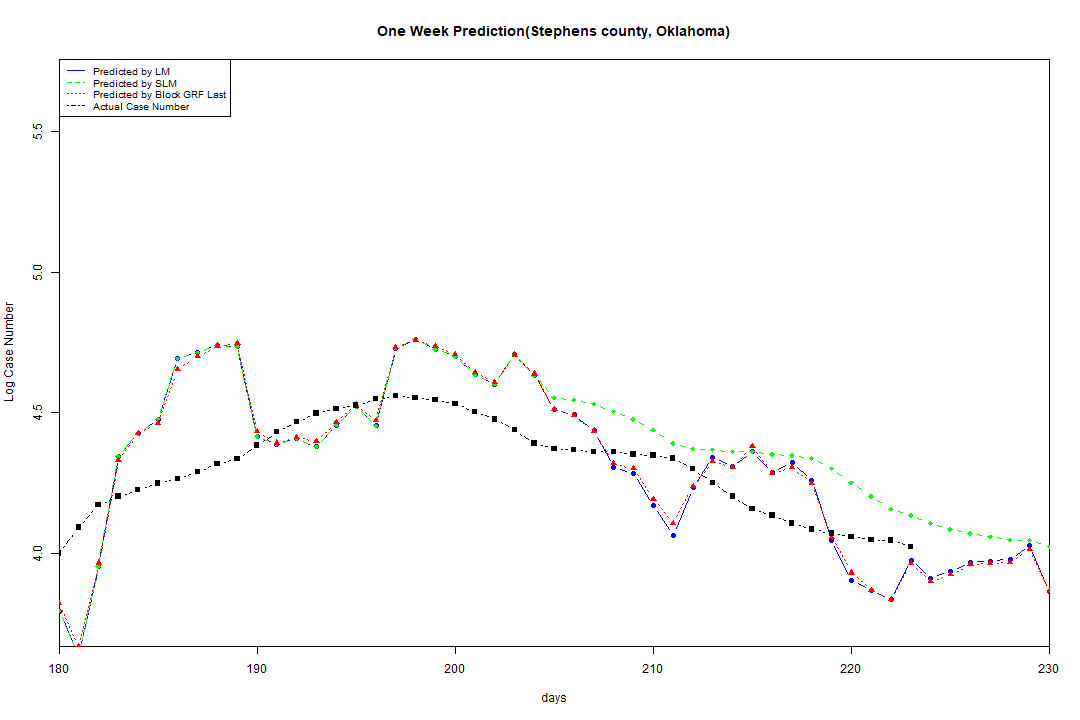 One Week Prediction(Stephens county, Oklahoma)
Predicted by LM
Predicted by SLM
Predicted by Block GRF Last
Actual Case Number
5.5
5.0
4.5
4.0
Log Case Number
180 190 200 210 220 230
days